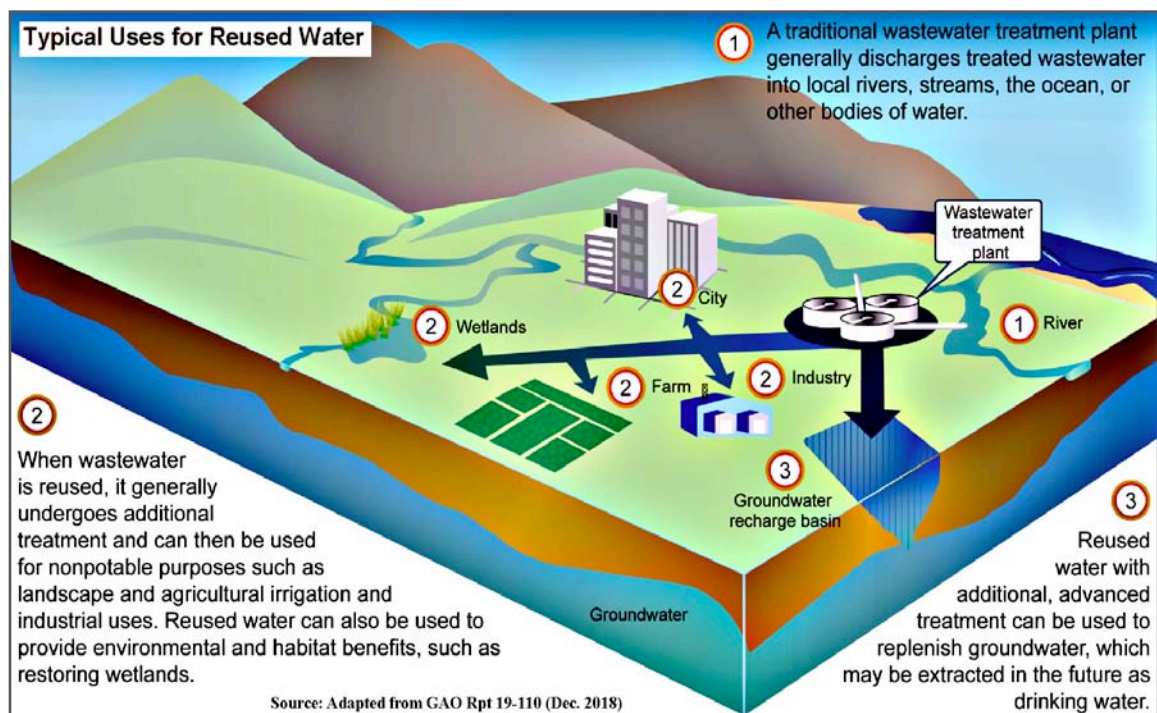 Typical Uses for Reused Water
1
A traditional wastewater treatment plant
generally discharges treated wastewater
into local rivers, streams, the ocean, or
other bodies of water.
Wastewater
treatment
plant
2
City
2
Wetlands
1
River
2
Farm
2
Industry
3
Groundwater
recharge basin
Groundwater
2
When wastewater
is reused, it generally
undergoes additional
treatment and can then be used
for nonpotable purposes such as
landscape and agricultural irrigation and
industrial uses. Reused water can also be used to
provide environmental and habitat benefits, such as
restoring wetlands.
3
Reused
water with
additional, advanced
treatment can be used to
replenish groundwater, which
may be extracted in the future as
drinking water.
Source: Adapted from GAO Rpt 19-110 (Dec. 2018)